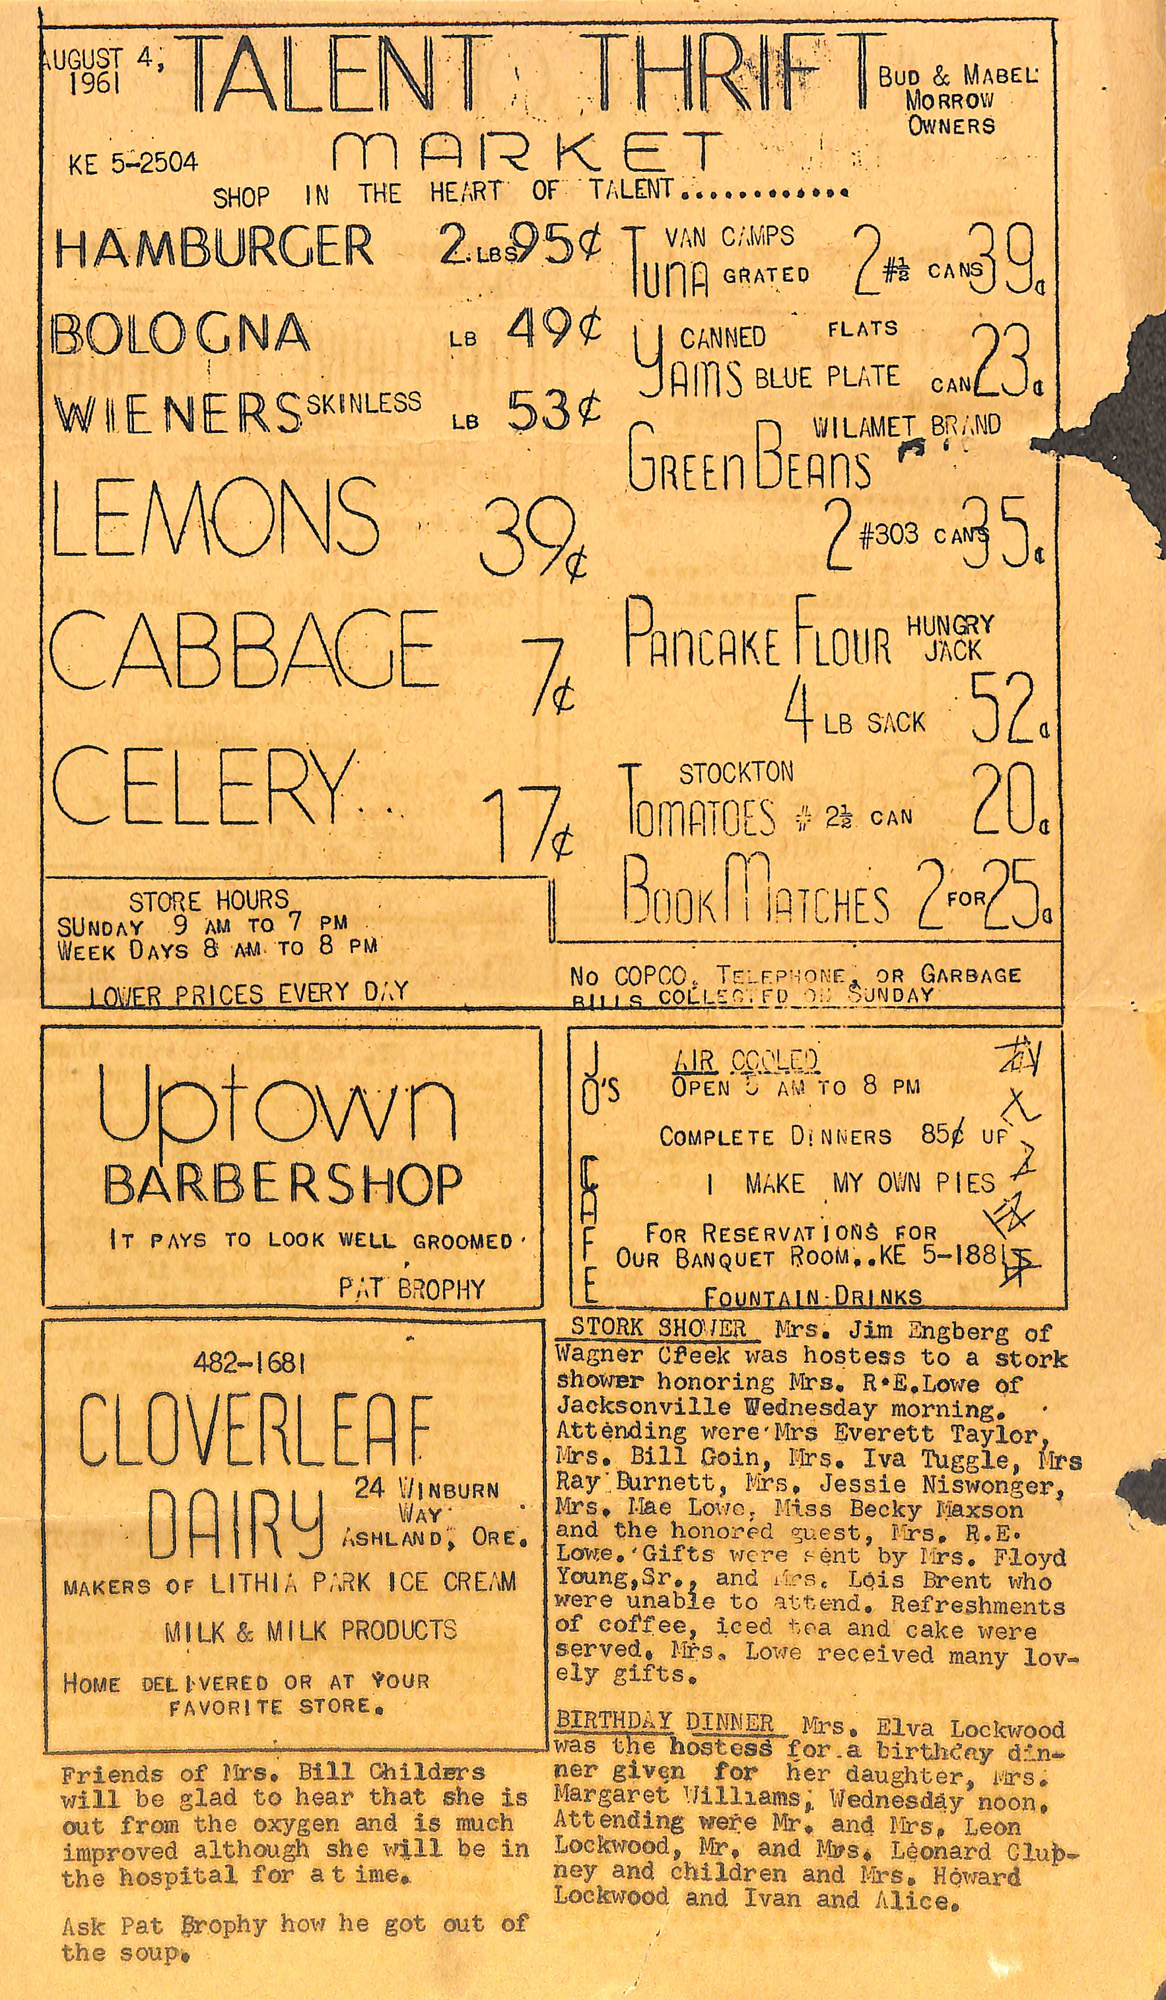 AUGUST 4,
1961
TALENT THRIFT
BUD & MABEL
MORROW
OWNERS
MARKET
KE 5-2504
SHOP IN THE HEART OF TALENT............
HAMBURGER 2 LBS 95¢
BOLOGNA LB 49¢
WIENERS SKINLESS LB 53¢
LEMONS 39¢
CABBAGE 7¢
CELERY... 17¢
STORE HOURS
SUNDAY 9 AM TO 7 PM
WEEK DAYS 8 AM TO 8 PM
LOWER PRICES EVERY DAY
VAN CAMPS
TUNA GRATED 2 #½ CANS 39¢
CANNED FLATS
YAMS BLUE PLATE CAN 23¢
WILAMET BRAND
GREEN BEANS
2 #303 CANS 35¢
PANCAKE FLOUR HUNGRY
JACK
4 LB SACK 52¢
STOCKTON
TOMATOES # 2½ CAN 20¢
BOOK MATCHES 2 FOR 25¢
NO COPCO, TELEPHONE, OR GARBAGE
BILLS COLLECTED ON SUNDAY
Uptown
BARBERSHOP
IT PAYS TO LOOK WELL GROOMED
PAT BROPHY
JO'S CAFE
AIR COOLED
OPEN 5 AM TO 8 PM
COMPLETE DINNERS 85¢ UP
I MAKE MY OWN PIES
FOR RESERVATIONS FOR
OUR BANQUET ROOM..KE 5-1881
FOUNTAIN DRINKS
482-1681
CLOVERLEAF
DAIRY
24 WINBURN
WAY
ASHLAND, ORE.
MAKERS OF LITHIA PARK ICE CREAM
MILK & MILK PRODUCTS
HOME DELIVERED OR AT YOUR
FAVORITE STORE.
Friends of Mrs. Bill Childers
will be glad to hear that she is
out from the oxygen and is much
improved although she will be in
the hospital for a time.
Ask Pat Brophy how he got out of
the soup.
STORK SHOWER Mrs. Jim Engberg of
Wagner Creek was hostess to a stork
shower honoring Mrs. R.E.Lowe of
Jacksonville Wednesday morning.
Attending were Mrs Everett Taylor,
Mrs. Bill Goin, Mrs. Iva Tuggle, Mrs
Ray Burnett, Mrs. Jessie Niswonger,
Mrs. Mae Lowe, Miss Becky Maxson
and the honored guest, Mrs. R.E.
Lowe. Gifts were sent by Mrs. Floyd
Young,Sr., and Mrs. Lois Brent who
were unable to attend. Refreshments
of coffee, iced tea and cake were
served. Mrs. Lowe received many lov-
ely gifts.
BIRTHDAY DINNER Mrs. Elva Lockwood
was the hostess for a birthday din-
ner given for her daughter, Mrs.
Margaret Williams, Wednesday noon.
Attending were Mr. and Mrs. Leon
Lockwood, Mr. and Mrs. Leonard Club-
ney and children and Mrs. Howard
Lockwood and Ivan and Alice.